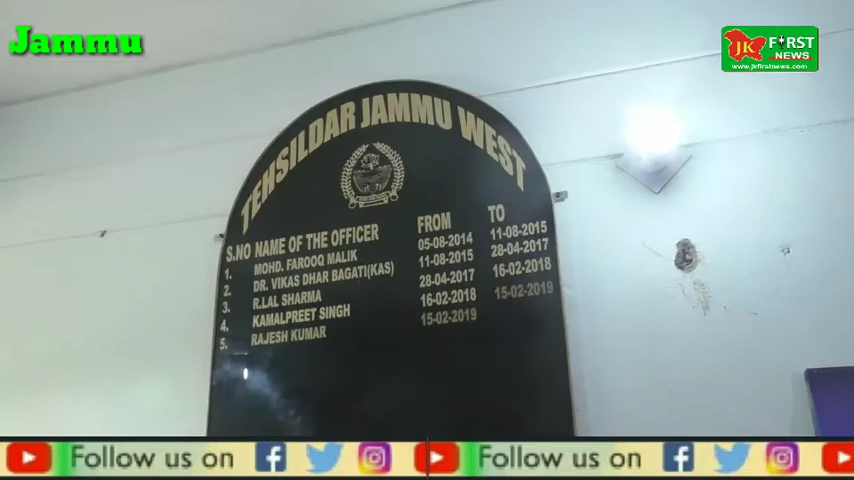 Jammu
JK FIRST
NEWS
www.jkfirstnews.com
TEHSILDAR JAMMU WEST
S.NO NAME OF THE OFFICER FROM TO
1. MOHD. FAROOQ MALIK 05-08-2014 11-08-2015
2. DR. VIKAS DHAR BAGATI(KAS) 11-08-2015 28-04-2017
3. R.LAL SHARMA 28-04-2017 16-02-2018
4. KAMALPREET SINGH 16-02-2018 15-02-2019
5. RAJESH KUMAR 15-02-2019
Follow us on Follow us on